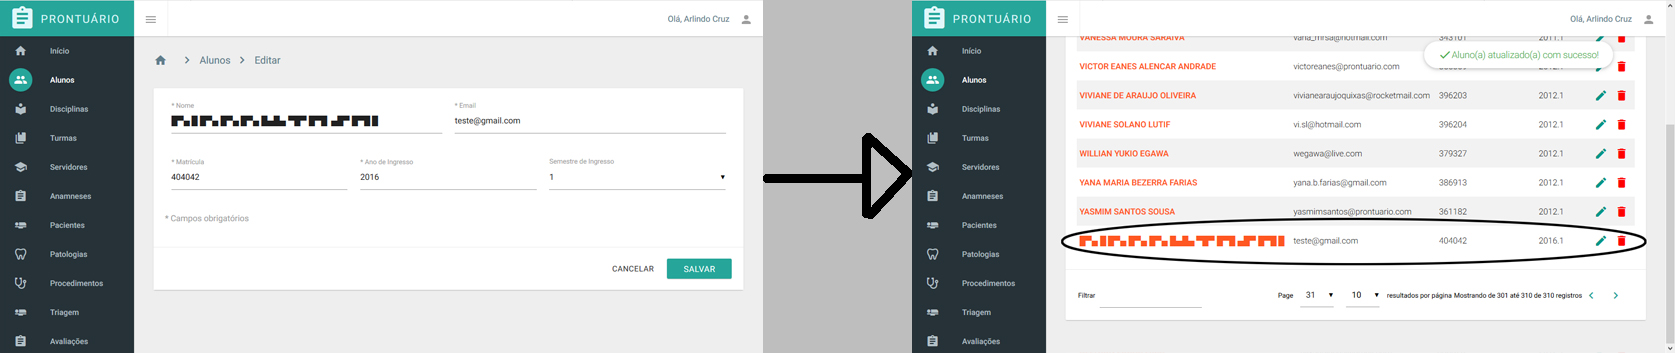 PRONTUÁRIO
Olá, Arlindo Cruz
Início
Alunos
Disciplinas
Turmas
Servidores
Anamneses
Pacientes
Patologias
Procedimentos
Triagem
Avaliações
Alunos
Editar
* Nome
* Email
teste@gmail.com
* Matrícula
* Ano de Ingresso
Semestre de Ingresso
404042
2016
1
* Campos obrigatórios
CANCELAR
SALVAR
PRONTUÁRIO
Olá, Arlindo Cruz
Início
Alunos
Disciplinas
Turmas
Servidores
Anamneses
Pacientes
Patologias
Procedimentos
Triagem
Avaliações
VANESSA MOURA SARAIVA vana_mrsa@hotmail.com 343701 2011.1
Aluno(a) atualizado(a) com sucesso!
VICTOR EANES ALENCAR ANDRADE victoreanes@prontuario.com
VIVIANE DE ARAUJO OLIVEIRA vivianearaujoquixas@rocketmail.com 396203 2012.1
VIVIANE SOLANO LUTIF vi.sl@hotmail.com 396204 2012.1
WILLIAN YUKIO EGAWA wegawa@live.com 379327 2012.1
YANA MARIA BEZERRA FARIAS yana.b.farias@gmail.com 386913 2012.1
YASMIM SANTOS SOUSA yasmimsantos@prontuario.com 361182 2012.1
teste@gmail.com 404042 2016.1
Filtrar
Page 31 10 resultados por página Mostrando de 301 até 310 de 310 registros